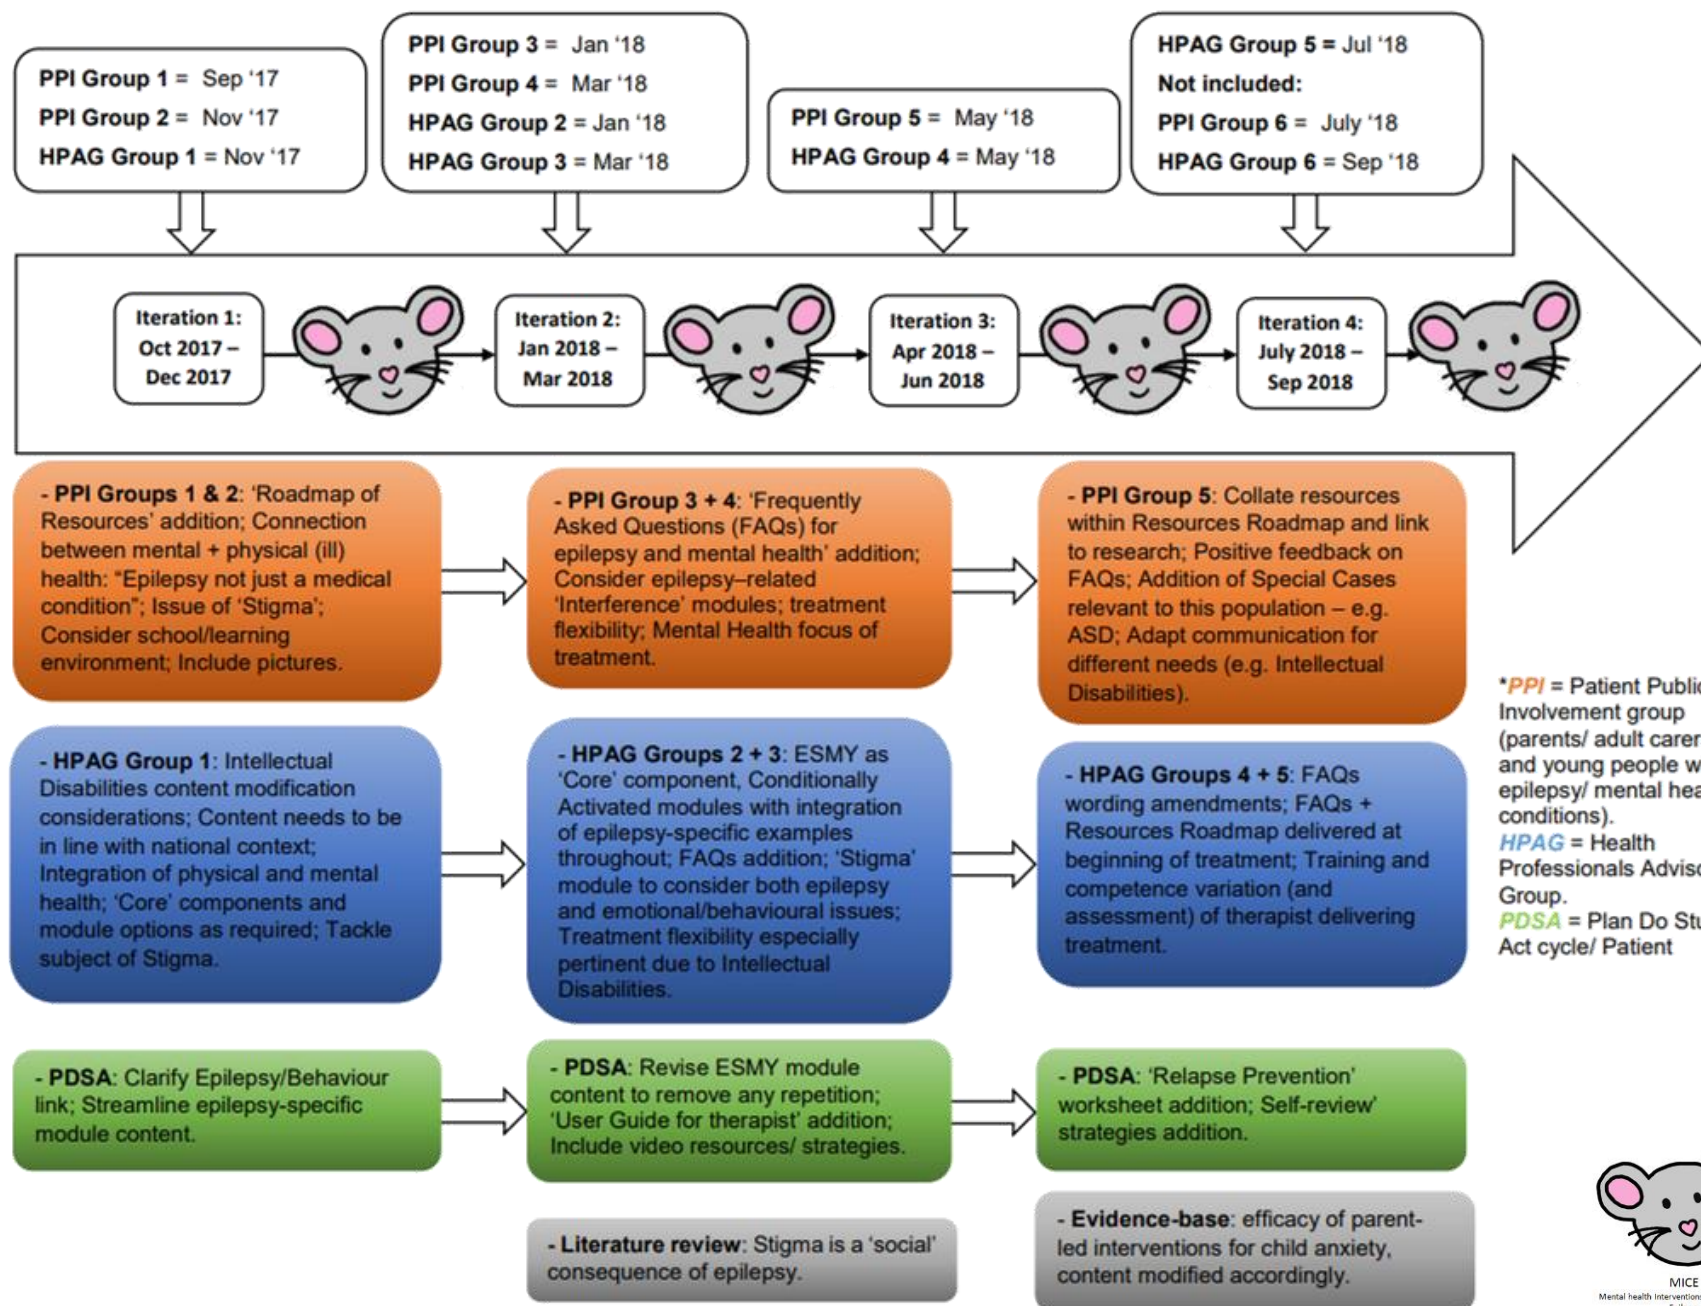 PPI Group 1 = Sep ‘17
PPI Group 2 = Nov ‘17
HPAG Group 1 = Nov ‘17
PPI Group 3 = Jan ‘18
PPI Group 4 = Mar ‘18
HPAG Group 2 = Jan ‘18
HPAG Group 3 = Mar ‘18
PPI Group 5 = May ‘18
HPAG Group 4 = May ‘18
HPAG Group 5 = Jul ‘18
Not included:
PPI Group 6 = July ‘18
HPAG Group 6 = Sep ‘18
Iteration 1:
Oct 2017 –
Dec 2017
Iteration 2:
Jan 2018 –
Mar 2018
Iteration 3:
Apr 2018 –
Jun 2018
Iteration 4:
July 2018 –
Sep 2018
- PPI Groups 1 & 2: ‘Roadmap of
Resources’ addition; Connection
between mental + physical (ill)
health: “Epilepsy not just a medical
condition”; Issue of ‘Stigma’;
Consider school/learning
environment; Include pictures.
- PPI Group 3 + 4: ‘Frequently
Asked Questions (FAQs) for
epilepsy and mental health’ addition;
Consider epilepsy–related
‘Interference’ modules; treatment
flexibility; Mental Health focus of
treatment.
- PPI Group 5: Collate resources
within Resources Roadmap and link
to research; Positive feedback on
FAQs; Addition of Special Cases
relevant to this population – e.g.
ASD; Adapt communication for
different needs (e.g. Intellectual
Disabilities).
- HPAG Group 1: Intellectual
Disabilities content modification
considerations; Content needs to be
in line with national context;
Integration of physical and mental
health; ‘Core’ components and
module options as required; Tackle
subject of Stigma.
- HPAG Groups 2 + 3: ESMY as
‘Core’ component, Conditionally
Activated modules with integration
of epilepsy-specific examples
throughout; FAQs addition; ‘Stigma’
module to consider both epilepsy
and emotional/behavioural issues;
Treatment flexibility especially
pertinent due to Intellectual
Disabilities.
- HPAG Groups 4 + 5: FAQs
wording amendments; FAQs +
Resources Roadmap delivered at
beginning of treatment; Training and
competence variation (and
assessment) of therapist delivering
treatment.
- PDSA: Clarify Epilepsy/Behaviour
link; Streamline epilepsy-specific
module content.
- PDSA: Revise ESMY module
content to remove any repetition;
‘User Guide for therapist’ addition;
Include video resources/ strategies.
- PDSA: ‘Relapse Prevention’
worksheet addition; Self-review’
strategies addition.
- Literature review: Stigma is a ‘social’
consequence of epilepsy.
- Evidence-base: efficacy of parent-
led interventions for child anxiety,
content modified accordingly.
*PPI = Patient Public
Involvement group
(parents/ adult carer
and young people w
epilepsy/ mental hea
conditions).
HPAG = Health
Professionals Adviso
Group.
PDSA = Plan Do Stu
Act cycle/ Patient
MICE
Mental health Interventions